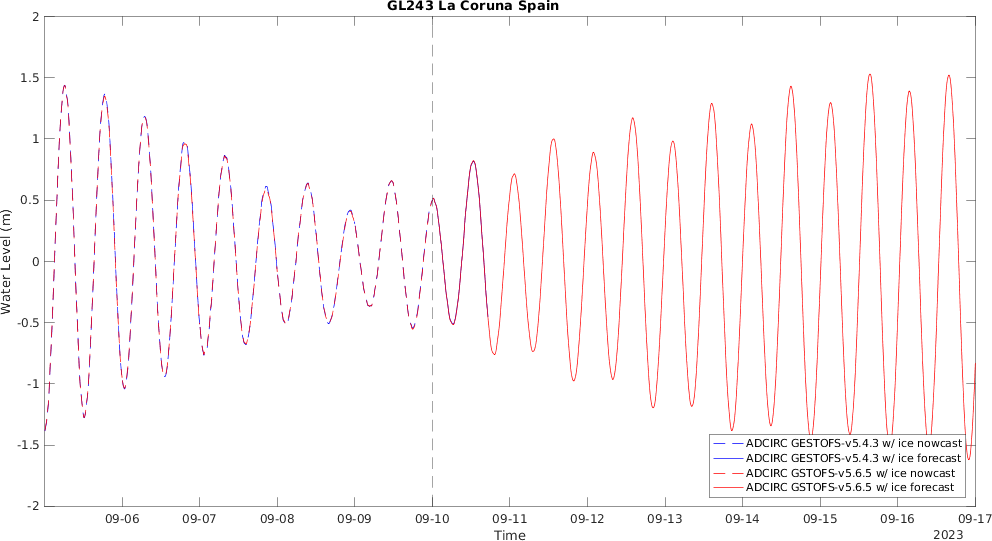 GL243 La Coruna Spain
2
1.5
1
0.5
0
-0.5
-1
-1.5
-2
Water Level (m)
ADCIRC GESTOFS-v5.4.3 w/ ice nowcast
ADCIRC GESTOFS-v5.4.3 w/ ice forecast
ADCIRC GSTOFS-v5.6.5 w/ ice nowcast
ADCIRC GSTOFS-v5.6.5 w/ ice forecast
09-06 09-07 09-08 09-09 09-10 09-11 09-12 09-13 09-14 09-15 09-16 09-17
Time
2023